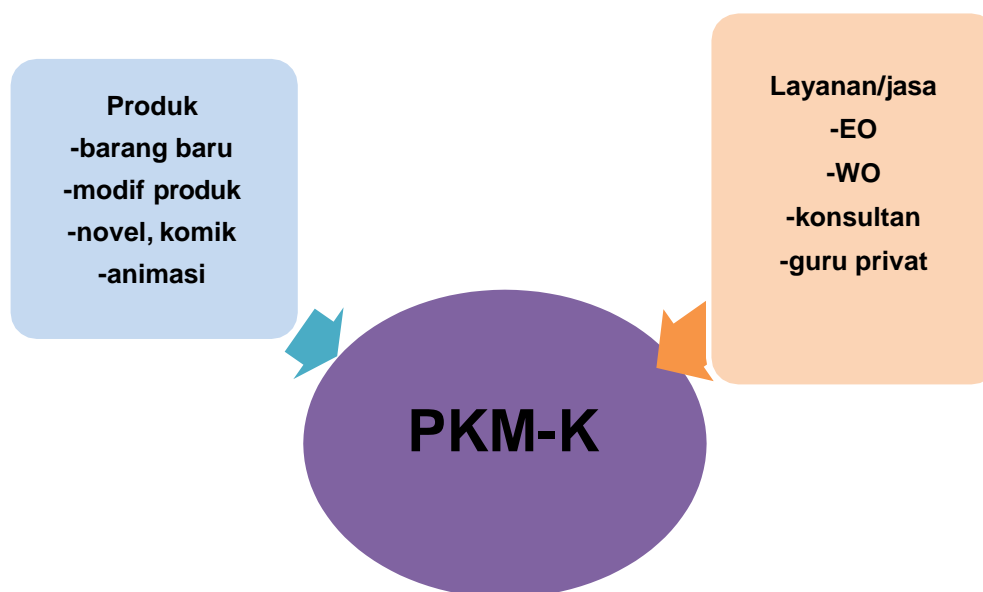 Produk
-barang baru
-modif produk
-novel, komik
-animasi
Layanan/jasa
-EO
-WO
-konsultan
-guru privat
PKM-K